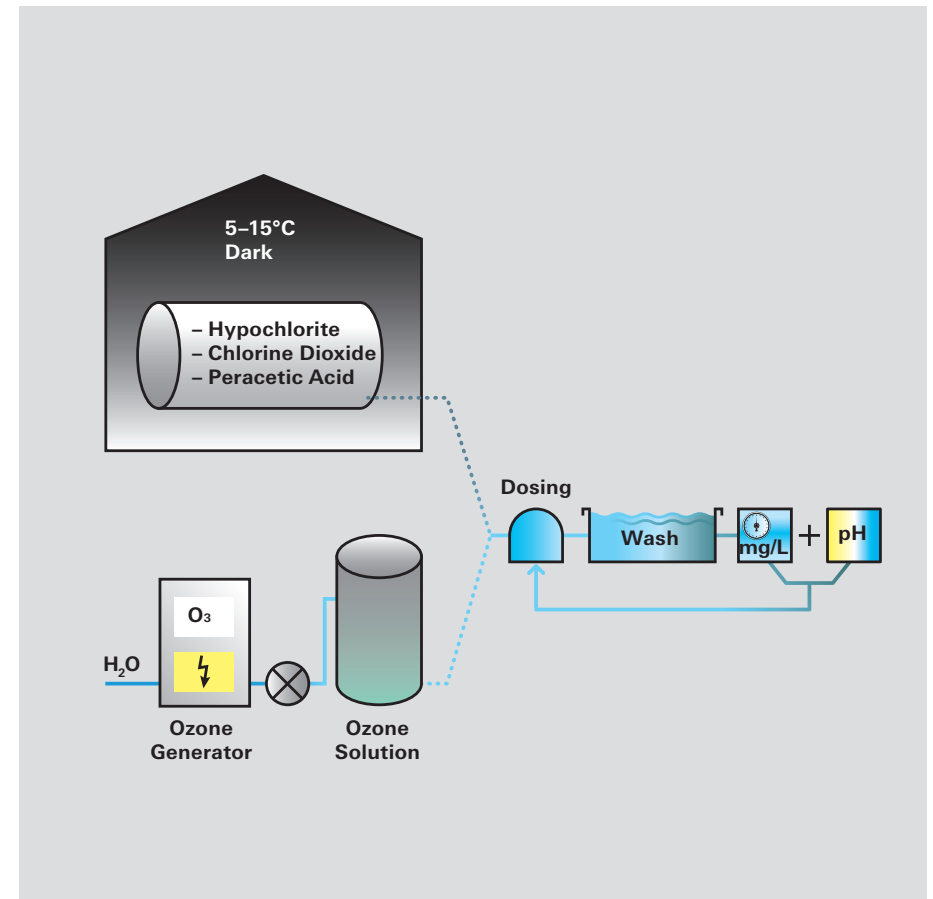 5–15°C
Dark
– Hypochlorite
– Chlorine Dioxide
– Peracetic Acid
Dosing
Wash
mg/L
+
pH
O₃
H₂O
Ozone
Generator
Ozone
Solution